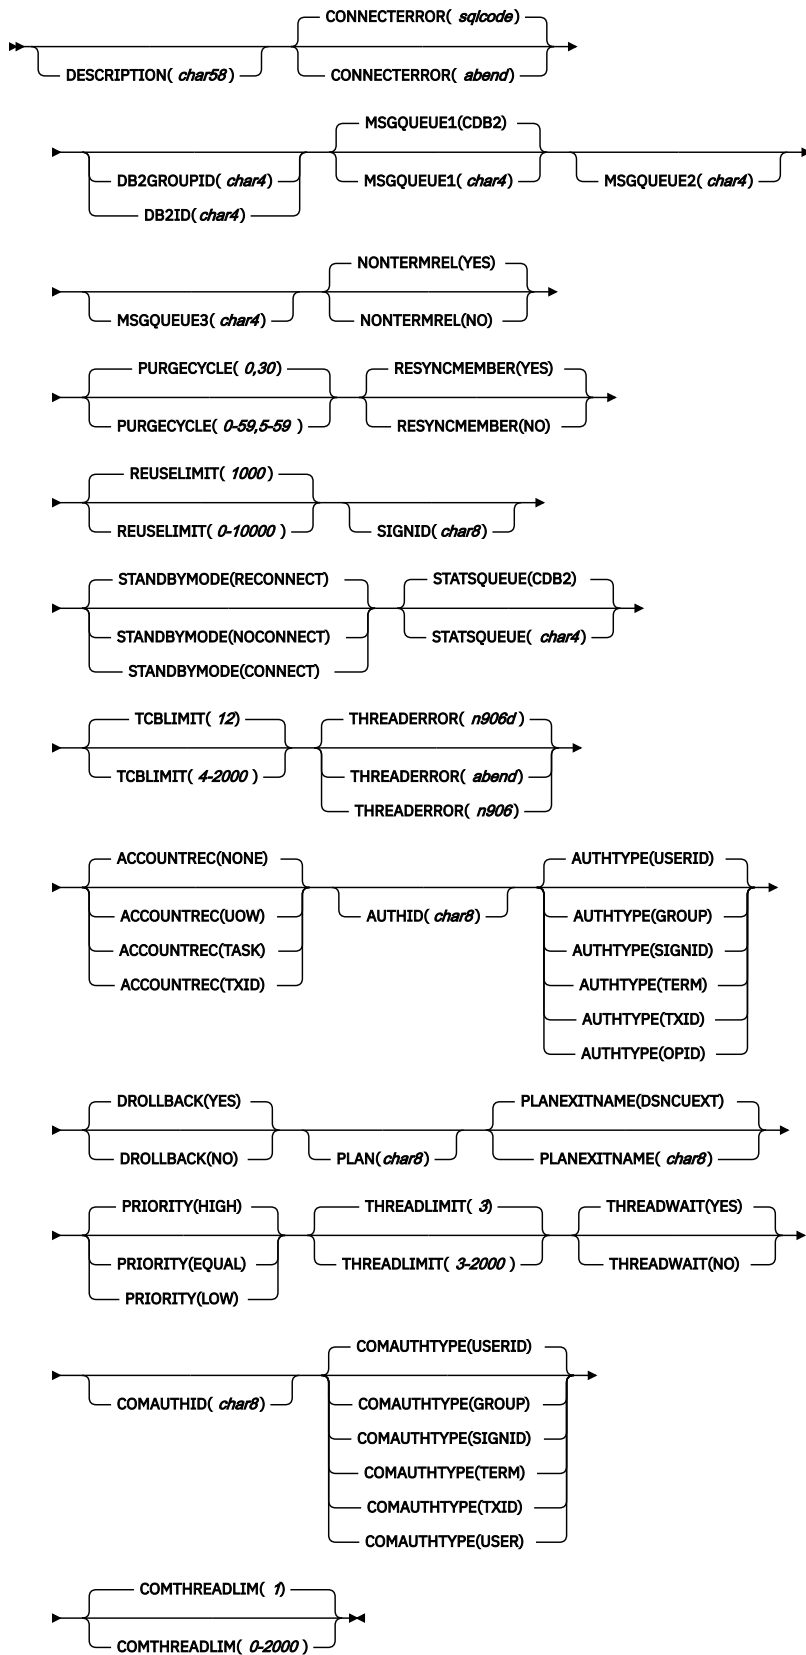 CONNECTERROR( sqlcode)
DESCRIPTION( char58)
CONNECTERROR( abend)
MSGQUEUE1(CDB2)
DB2GROUPID( char4)
MSGQUEUE1( char4)
MSGQUEUE2( char4)
DB2ID( char4)
NONTERMREL(YES)
MSGQUEUE3( char4)
NONTERMREL(NO)
PURGECYCLE( 0,30)
RESYNCMEMBER(YES)
PURGECYCLE( 0-59,5-59 )
RESYNCMEMBER(NO)
REUSELIMIT( 1000 )
REUSELIMIT( 0-10000 )
SIGNID( char8)
STANDBYMODE(RECONNECT)
STATSQUEUE(CDB2)
STANDBYMODE(NOCONNECT)
STATSQUEUE( char4)
STANDBYMODE(CONNECT)
TCBLIMIT( 12)
THREADERROR( n906d )
TCBLIMIT( 4-2000 )
THREADERROR( abend)
THREADERROR( n906)
ACCOUNTREC(NONE)
AUTHTYPE(USERID)
ACCOUNTREC(UOW)
AUTHID( char8)
AUTHTYPE(GROUP)
ACCOUNTREC(TASK)
AUTHTYPE(SIGNID)
ACCOUNTREC(TXID)
AUTHTYPE(TERM)
AUTHTYPE(TXID)
AUTHTYPE(OPID)
DROLLBACK(YES)
PLANEXITNAME(DSNCUEXT)
DROLLBACK(NO)
PLAN(char8)
PLANEXITNAME( char8)
PRIORITY(HIGH)
THREADLIMIT( 3)
THREADWAIT(YES)
PRIORITY(EQUAL)
THREADLIMIT( 3-2000 )
THREADWAIT(NO)
PRIORITY(LOW)
COMAUTHTYPE(USERID)
COMAUTHID( char8)
COMAUTHTYPE(GROUP)
COMAUTHTYPE(SIGNID)
COMAUTHTYPE(TERM)
COMAUTHTYPE(TXID)
COMAUTHTYPE(USER)
COMTHREADLIM( 1)
COMTHREADLIM( 0-2000 )